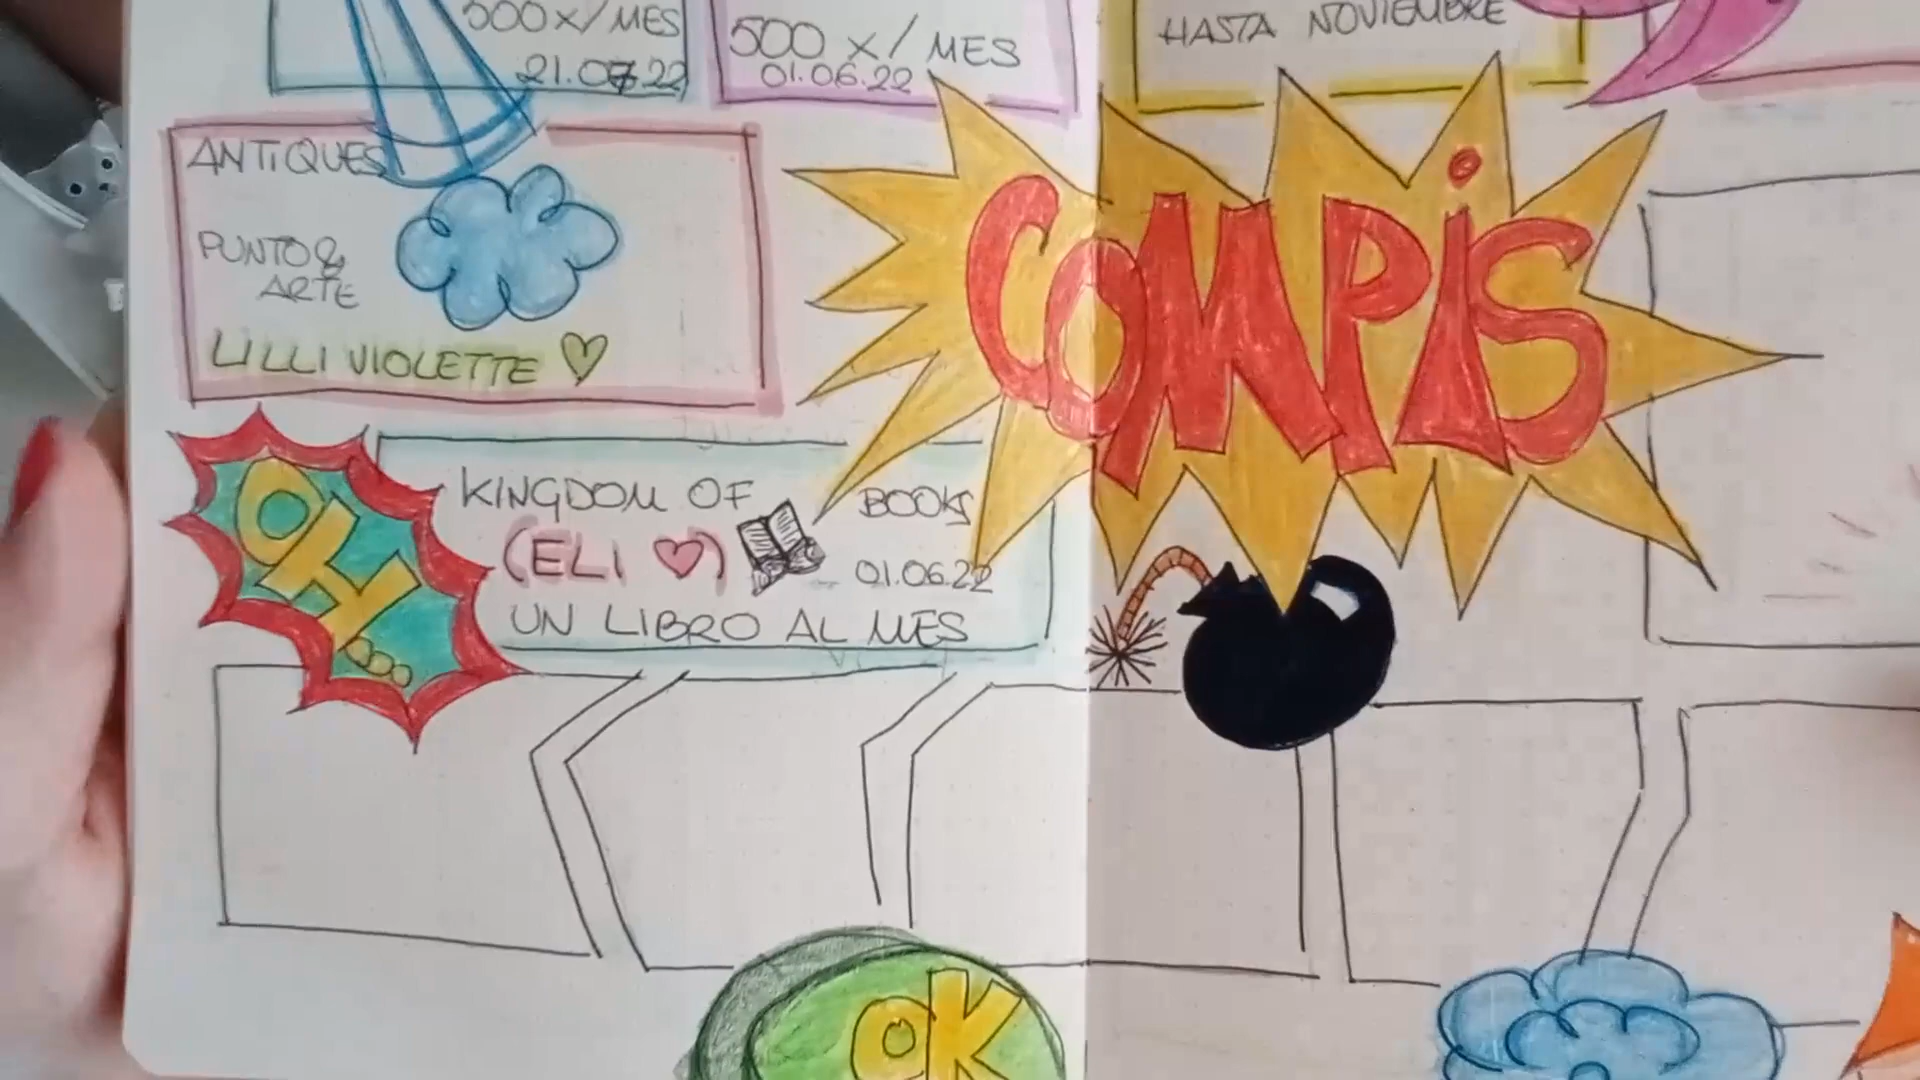 500 X/MES
21.07.22
500 X/MES
01.06.22
HASTA NOVIEMBRE
ANTIQUES
PUNTO &
ARTE
LILLI VIOLETTE
COMPIS
OH...
KINGDOM OF BOOKS
(ELI ♡)
01.06.22
UN LIBRO AL MES
OK